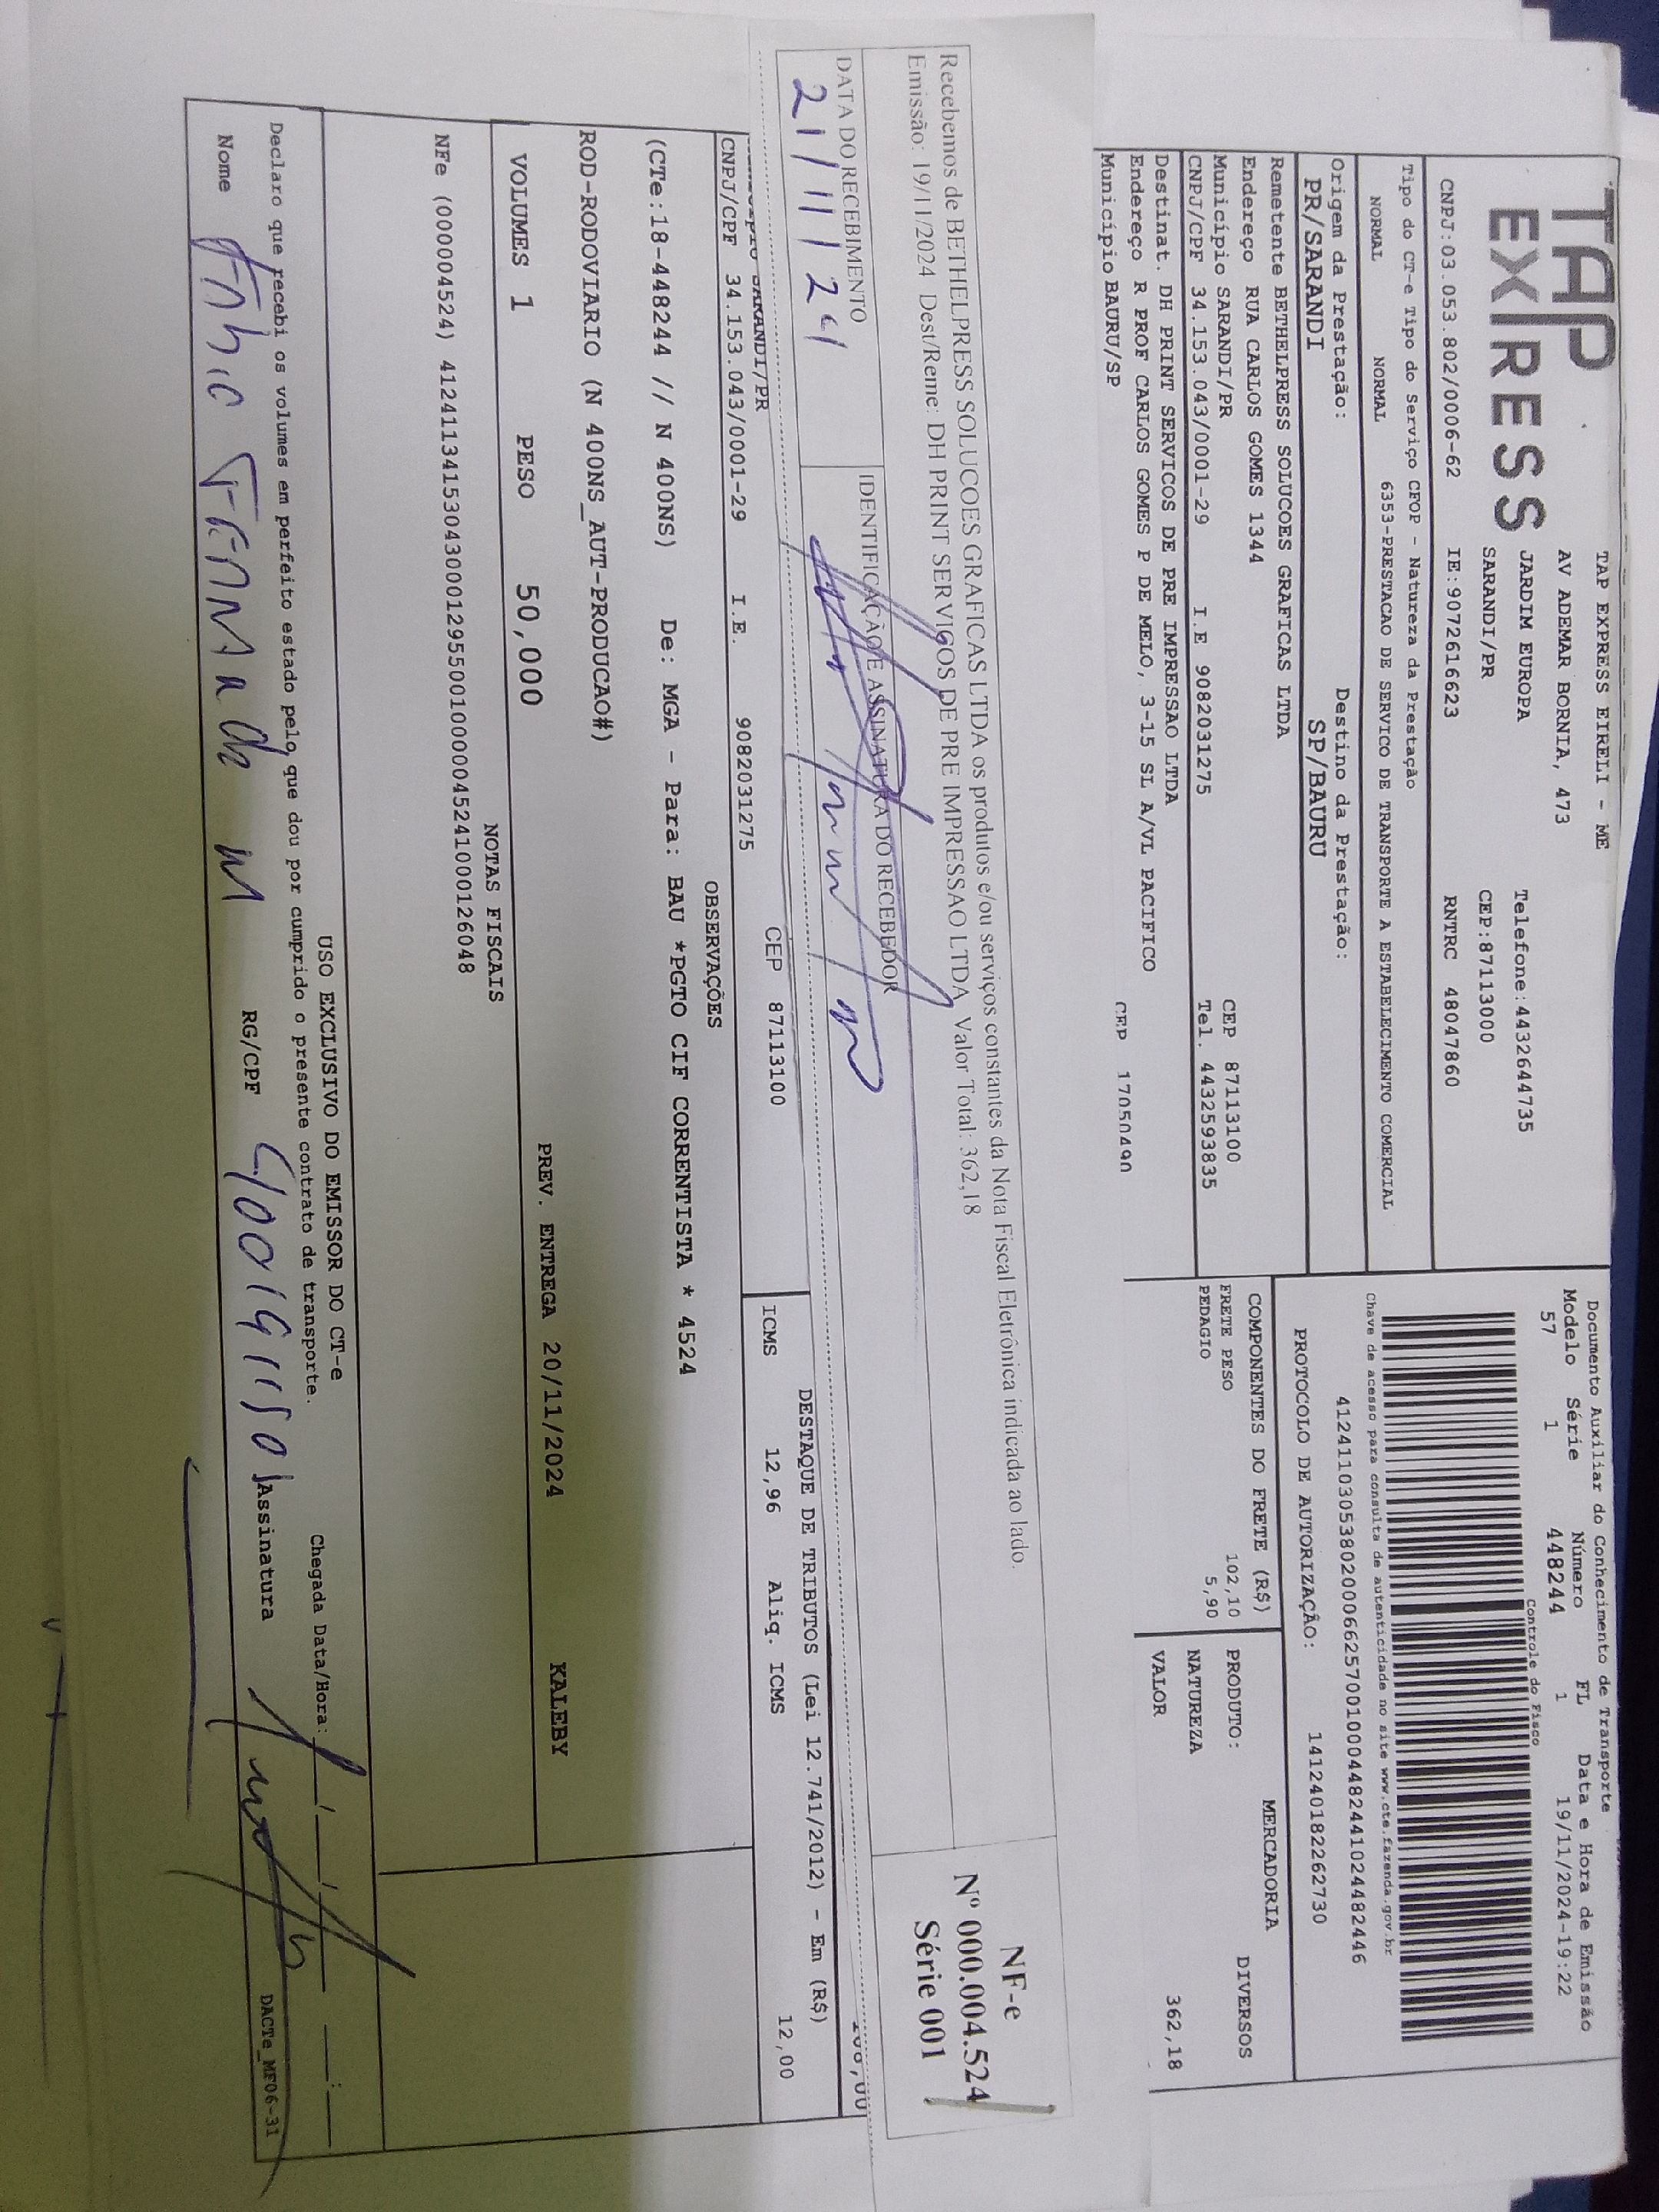 TAP
EXPRESS
TAP EXPRESS EIRELI - ME
AV ADEMAR BORNIA, 473
JARDIM EUROPA Telefone:4432644735
SARANDI/PR CEP:87113000
CNPJ:03.053.802/0006-62 IE:9072616623 RNTRC 48047860
Tipo do CT-e Tipo do Serviço CFOP - Natureza da Prestação
NORMAL NORMAL 6353-PRESTACAO DE SERVICO DE TRANSPORTE A ESTABELECIMENTO COMERCIAL
Origem da Prestação: Destino da Prestação:
PR/SARANDI SP/BAURU
Documento Auxiliar do Conhecimento de Transporte
Modelo Série Número FL Data e Hora de Emissão
57 1 448244 1 19/11/2024-19:22
Controle do Fisco
Chave de acesso para consulta de autenticidade no site www.cte.fazenda.gov.br
41241103053802000662570010004482441024482446
PROTOCOLO DE AUTORIZAÇÃO: 141240182262730
Remetente BETHELPRESS SOLUCOES GRAFICAS LTDA
Endereço RUA CARLOS GOMES 1344
Município SARANDI/PR CEP 87113100
CNPJ/CPF 34.153.043/0001-29 I.E 9082031275 Tel. 4432593835
Destinat. DH PRINT SERVICOS DE PRE IMPRESSAO LTDA
Endereço R PROF CARLOS GOMES P DE MELO, 3-15 SL A/VL PACIFICO
Município BAURU/SP CEP 17050490
COMPONENTES DO FRETE (R$)
FRETE PESO 102,10
PEDAGIO 5,90
MERCADORIA
PRODUTO: DIVERSOS
NATUREZA
VALOR 362,18
Recebemos de BETHELPRESS SOLUCOES GRAFICAS LTDA os produtos e/ou serviços constantes da Nota Fiscal Eletrônica indicada ao lado.
Emissão: 19/11/2024 Dest/Reme: DH PRINT SERVICOS DE PRE IMPRESSAO LTDA Valor Total: 362,18
NF-e
Nº 000.004.524
Série 001
DATA DO RECEBIMENTO IDENTIFICAÇÃO E ASSINATURA DO RECEBEDOR
21/11/24
SARANDI/PR CEP 87113100
CNPJ/CPF 34.153.043/0001-29 I.E. 9082031275
DESTAQUE DE TRIBUTOS (Lei 12.741/2012) - Em (R$)
ICMS 12,96 Aliq. ICMS 12,00
OBSERVAÇÕES
(CTe:18-448244 // N 400NS) De: MGA - Para: BAU *PGTO CIF CORRENTISTA * 4524
ROD-RODOVIARIO (N 400NS_AUT-PRODUCAO#)
VOLUMES 1 PESO 50,000 PREV. ENTREGA 20/11/2024 KALEBY
NOTAS FISCAIS
NFe (000004524) 41241134153043000129550010000045241000126048
USO EXCLUSIVO DO EMISSOR DO CT-e
Declaro que recebi os volumes em perfeito estado pelo que dou por cumprido o presente contrato de transporte. Chegada Data/Hora: __/__/__ __:__
Nome RG/CPF Assinatura
DACTe_MF06-31